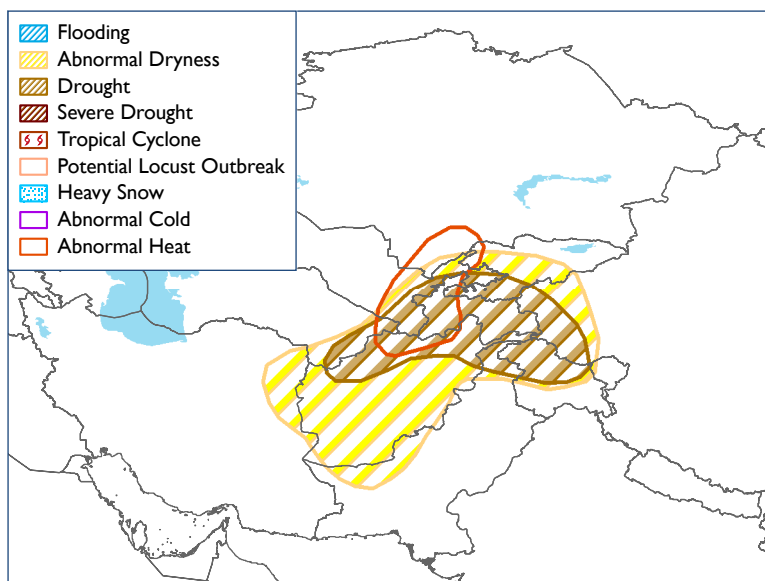 Flooding
Abnormal Dryness
Drought
Severe Drought
Tropical Cyclone
Potential Locust Outbreak
Heavy Snow
Abnormal Cold
Abnormal Heat